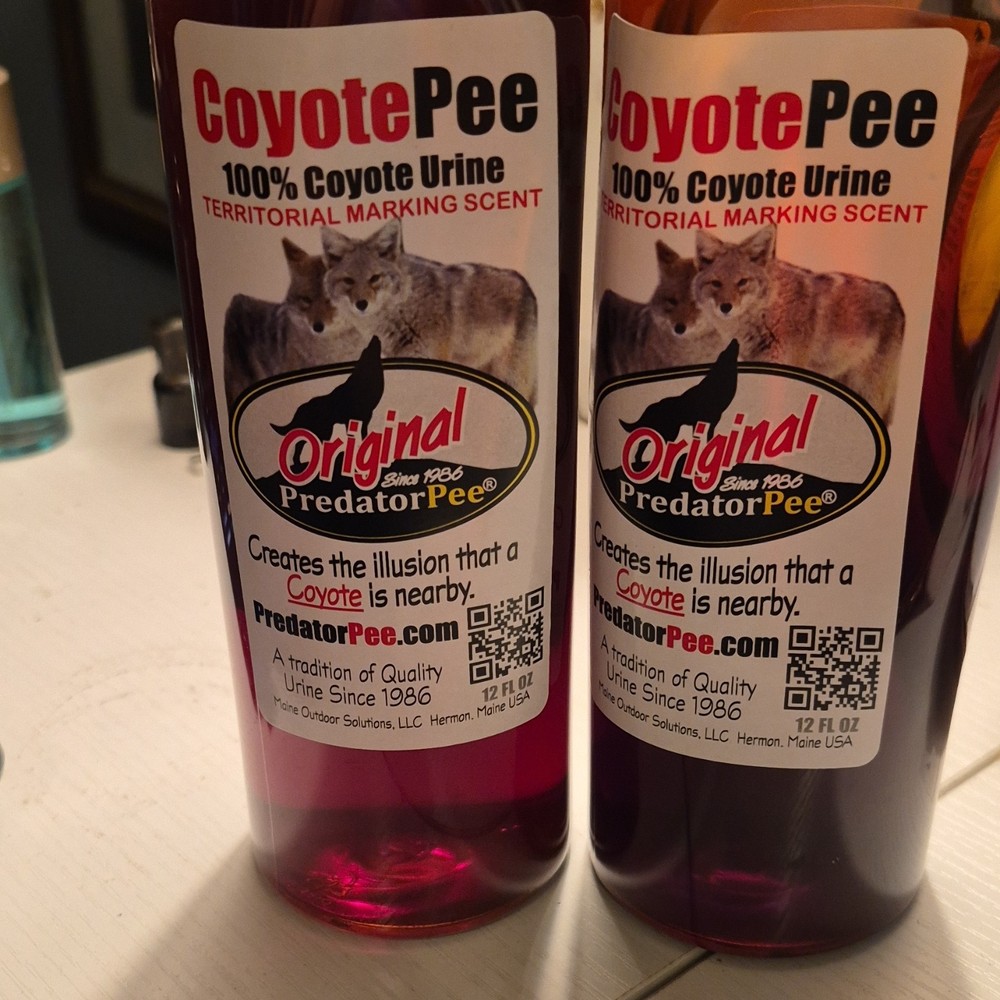 CoyotePee
100% Coyote Urine
TERRITORIAL MARKING SCENT
Original
Since 1986
PredatorPee®
Creates the illusion that a
Coyote is nearby.
PredatorPee.com
A tradition of Quality
Urine Since 1986
12 FL OZ
Maine Outdoor Solutions, LLC Hermon. Maine USA
CoyotePee
100% Coyote Urine
ERRITORIAL MARKING SCENT
Original
Since 1986
PredatorPee®
Creates the illusion that a
Coyote is nearby.
PredatorPee.com
A tradition of Quality
Urine Since 1986
12 FL OZ
Maine Outdoor Solutions, LLC Hermon. Maine USA